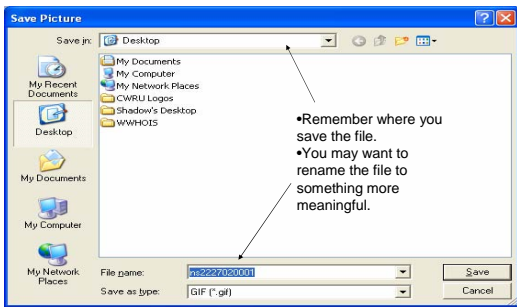 Save Picture
Save in:
Desktop
My Recent
Documents
Desktop
My Documents
My Computer
My Network
Places
My Documents
My Computer
My Network Places
CWRU Logos
Shadow's Desktop
WWHOIS
•Remember where you
save the file.
•You may want to
rename the file to
something more
meaningful.
File name:
ns2227020001
Save
Save as type:
GIF (*.gif)
Cancel